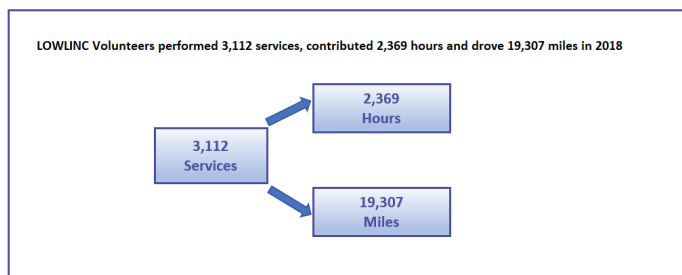 LOWLINC Volunteers performed 3,112 services, contributed 2,369 hours and drove 19,307 miles in 2018
2,369
Hours
3,112
Services
19,307
Miles